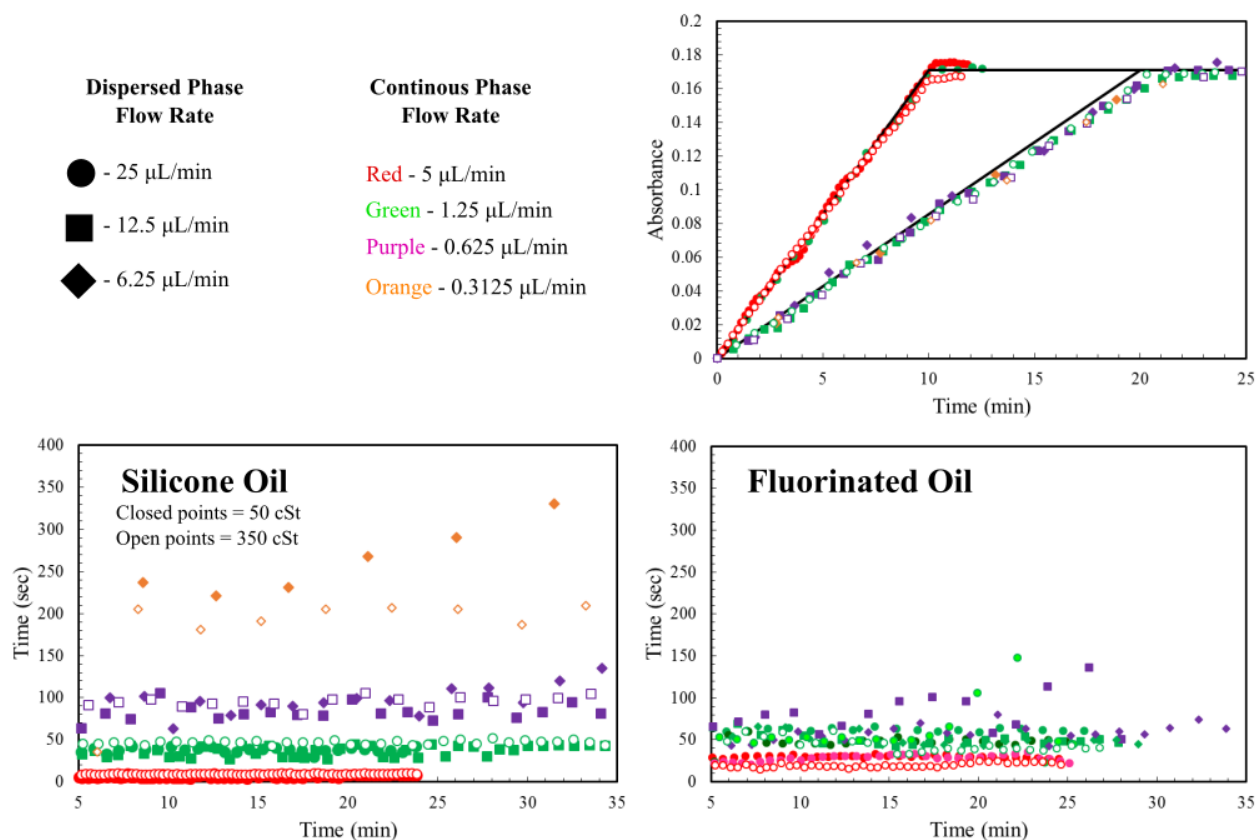 Dispersed Phase
Flow Rate
- 25 μL/min
- 12.5 μL/min
- 6.25 μL/min
Continous Phase
Flow Rate
Red - 5 μL/min
Green - 1.25 μL/min
Purple - 0.625 μL/min
Orange - 0.3125 μL/min
Absorbance
0.2
0.18
0.16
0.14
0.12
0.1
0.08
0.06
0.04
0.02
0
0 5 10 15 20 25
Time (min)
Time (sec)
400
350
300
250
200
150
100
50
0
Silicone Oil
Closed points = 50 cSt
Open points = 350 cSt
5 10 15 20 25 30 35
Time (min)
Time (sec)
400
350
300
250
200
150
100
50
0
Fluorinated Oil
5 10 15 20 25 30 35
Time (min)